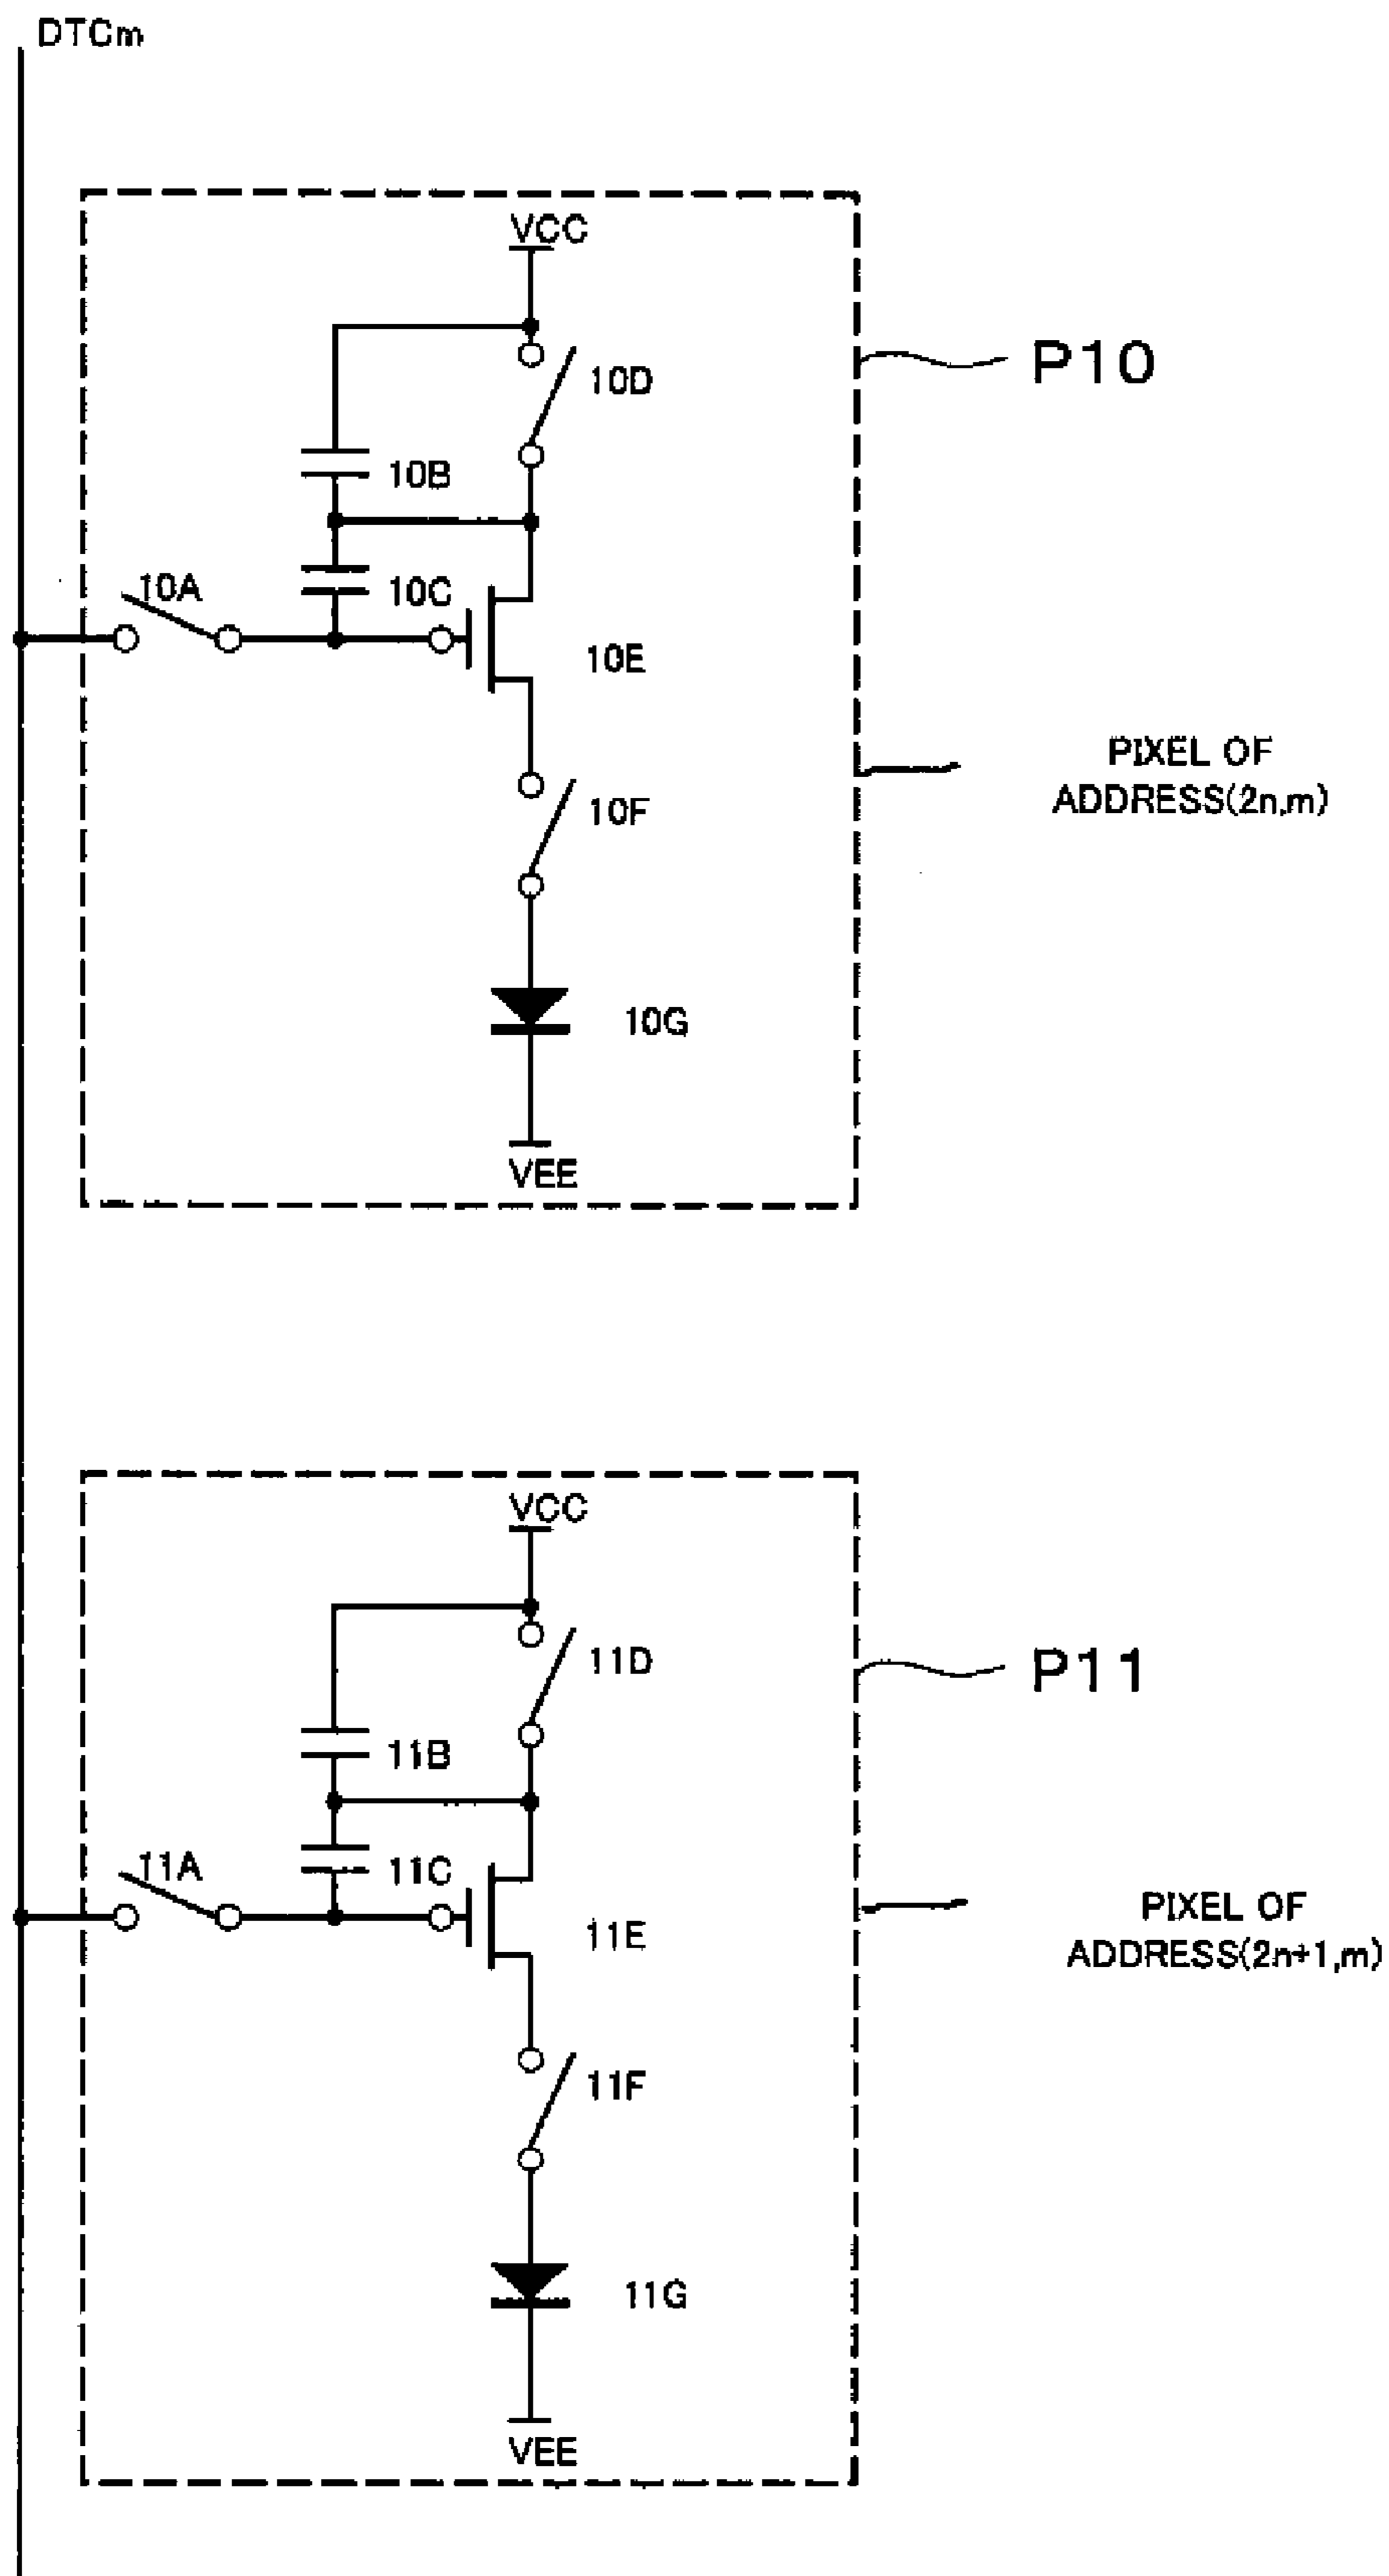 DTCm
VCC
10D
P10
10B
10A
10C
10E
PIXEL OF
ADDRESS(2n,m)
10F
10G
VEE
VCC
11D
P11
11B
11A
11C
11E
PIXEL OF
ADDRESS(2n+1,m)
11F
11G
VEE